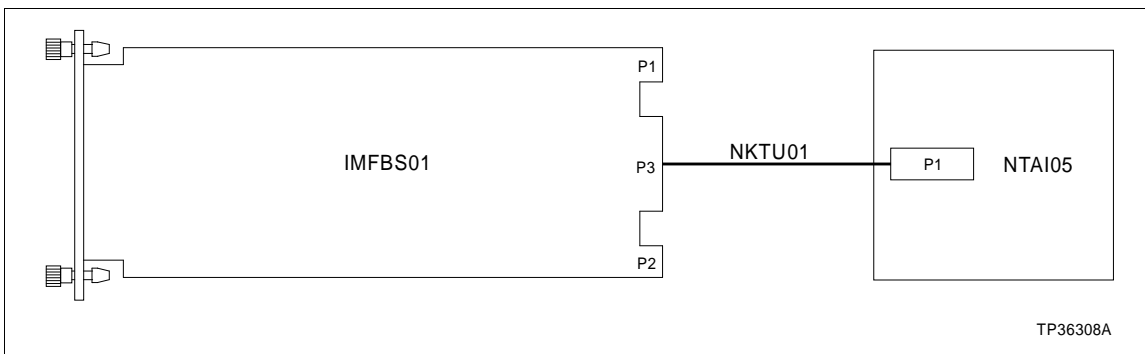 P1
IMFBS01
P3
NKTU01
P1
NTAI05
P2
TP36308A